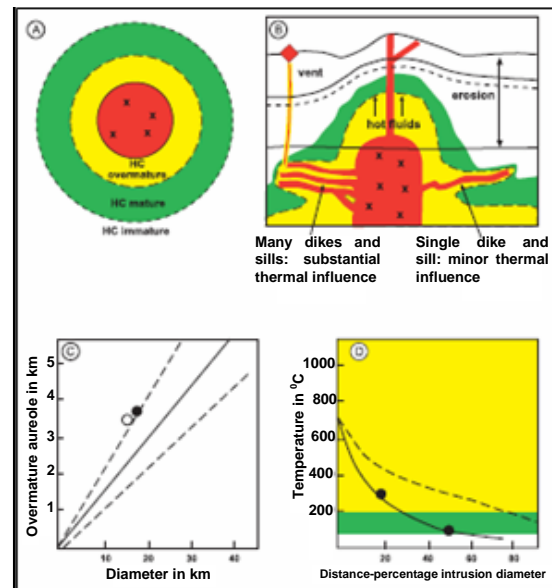 A
HC
overmature
HC mature
HC immature
B
vent
erosion
hot fluids
Many dikes and
sills: substantial
thermal influence
Single dike and
sill: minor thermal
influence
C
Overmature aureole in km
5
4
3
2
1
10 20 30 40
Diameter in km
D
Temperature in ⁰C
1000
800
600
400
200
20 40 60 80
Distance-percentage intrusion diameter